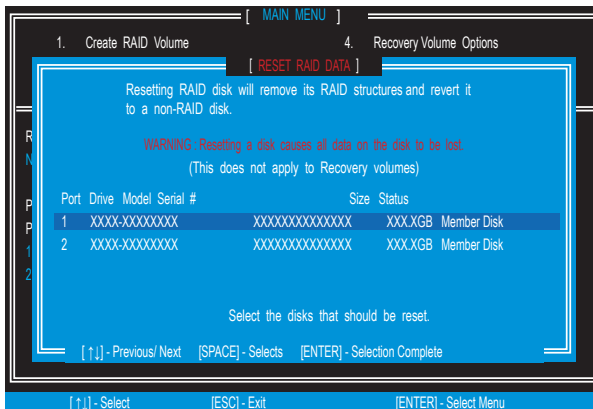 [ MAIN MENU ]
1. Create RAID Volume 4. Recovery Volume Options
[ RESET RAID DATA ]
Resetting RAID disk will remove its RAID structures and revert it
to a non-RAID disk.
WARNING : Resetting a disk causes all data on the disk to be lost.
(This does not apply to Recovery volumes)
R
N
P
P
1
2
Port Drive Model Serial # Size Status
1 XXXX-XXXXXXXX XXXXXXXXXXXXXX XXX.XGB Member Disk
2 XXXX-XXXXXXXX XXXXXXXXXXXXXX XXX.XGB Member Disk
Select the disks that should be reset.
[ ↑↓] - Previous/ Next [SPACE] - Selects [ENTER] - Selection Complete
[ ↑↓] - Select [ESC] - Exit [ENTER] - Select Menu